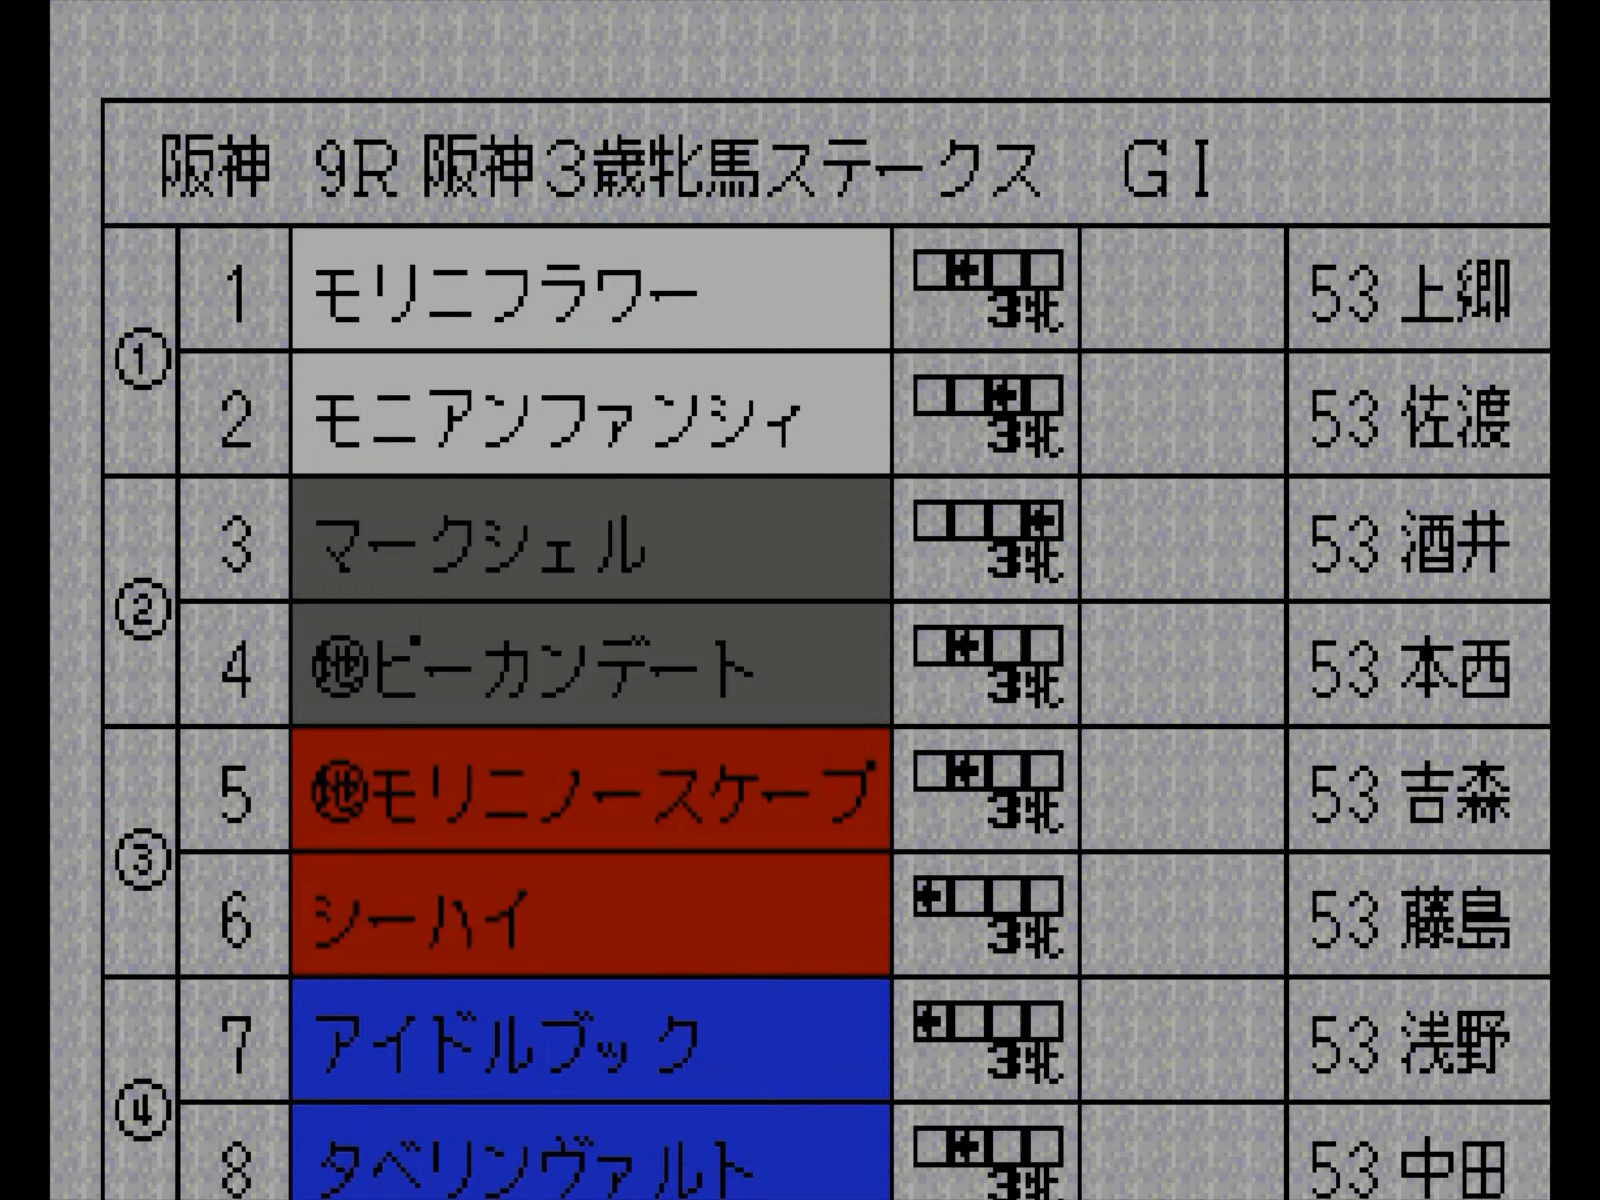 阪神 9R 阪神3歳牝馬ステークス GI
① 1 モリニフラワー 3牝 53 上郷
2 モニアンファンシィ 3牝 53 佐渡
② 3 マークシェル 3牝 53 酒井
4 ㊞ピーカンデート 3牝 53 本西
③ 5 モリニノースケープ 3牝 53 吉森
6 シーハイ 3牝 53 藤島
④ 7 アイドルブック 3牝 53 浅野
8 タベリンヴァルト 3牝 53 中田